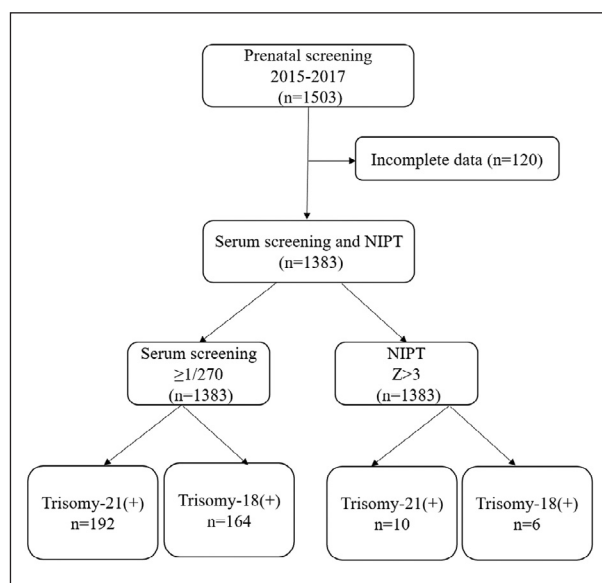 Prenatal screening
2015-2017
(n=1503)
Incomplete data (n=120)
Serum screening and NIPT
(n=1383)
Serum screening
≥1/270
(n=1383)
NIPT
Z>3
(n=1383)
Trisomy-21(+)
n=192
Trisomy-18(+)
n=164
Trisomy-21(+)
n=10
Trisomy-18(+)
n=6